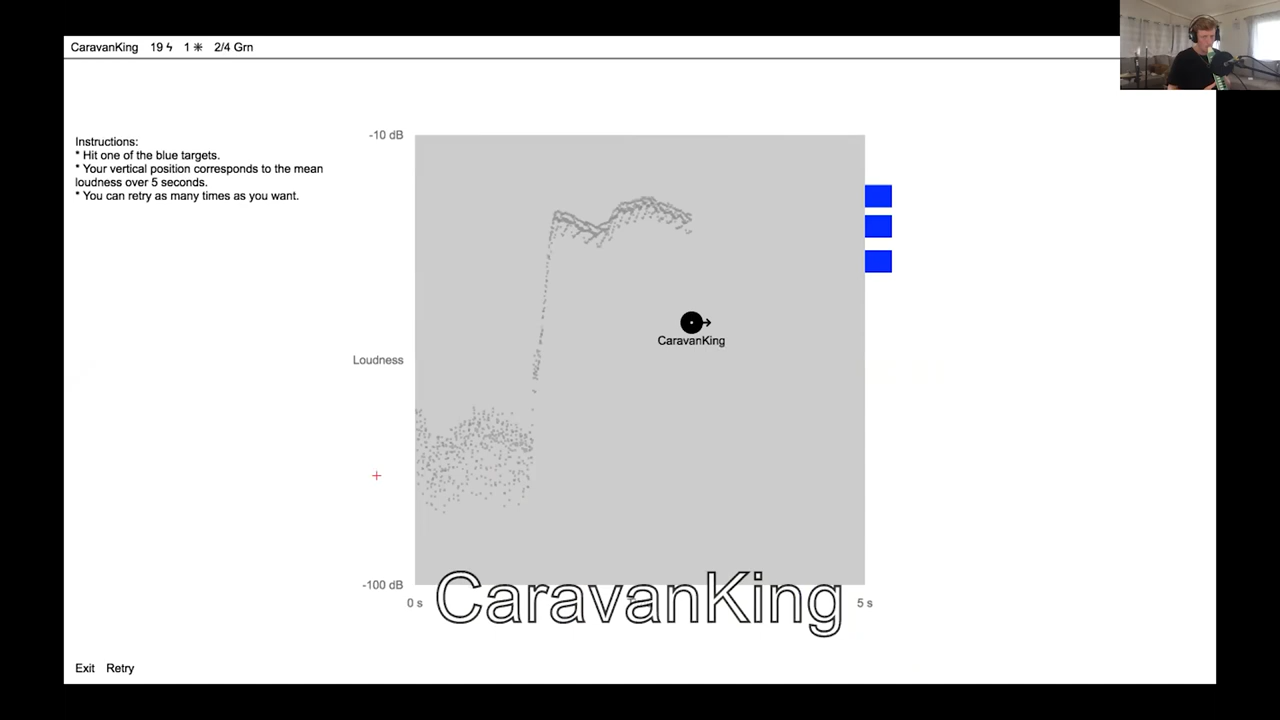 CaravanKing 19 ϟ 1 ⚹ 2/4 Grn
Instructions:
* Hit one of the blue targets.
* Your vertical position corresponds to the mean
loudness over 5 seconds.
* You can retry as many times as you want.
-10 dB
Loudness
CaravanKing
-100 dB
0 s
5 s
CaravanKing
Exit Retry